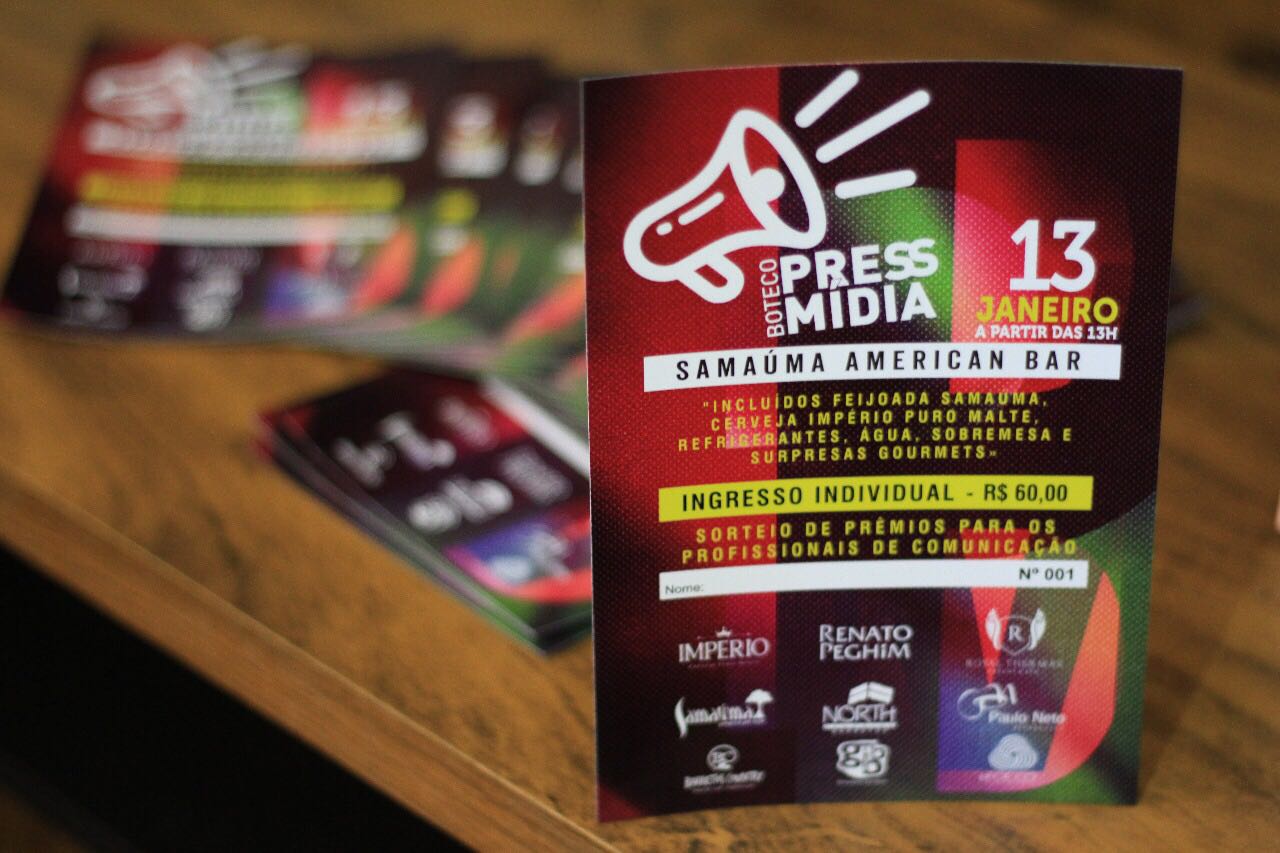 BOTECO
PRESS
MÍDIA
13
JANEIRO
A PARTIR DAS 13H
SAMAÚMA AMERICAN BAR
"INCLUÍDOS FEIJOADA SAMAÚMA,
CERVEJA IMPÉRIO PURO MALTE,
REFRIGERANTES, ÁGUA, SOBREMESA E
SURPRESAS GOURMETS"
INGRESSO INDIVIDUAL - R$ 60,00
SORTEIO DE PRÊMIOS PARA OS
PROFISSIONAIS DE COMUNICAÇÃO
Nome:
Nº 001
IMPÉRIO
RENATO
PEGHIM
R
ROYAL THERMAS
Samaúma
NORTH
Paulo Neto